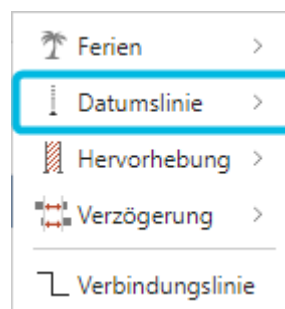 Ferien
Datumslinie
Hervorhebung
Verzögerung
Verbindungslinie